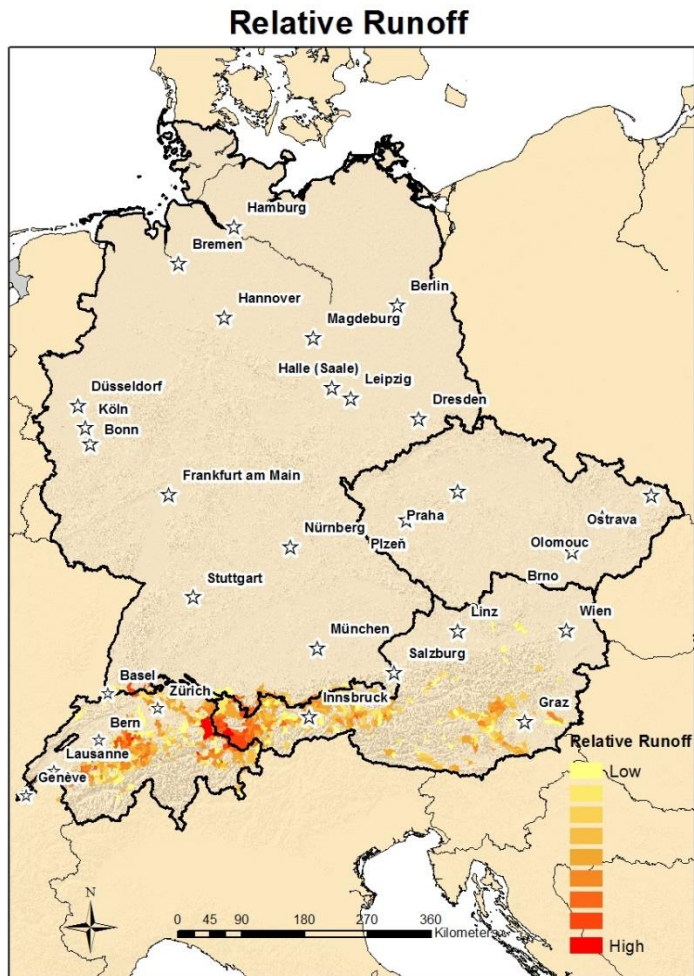 Relative Runoff
Hamburg
Bremen
Berlin
Hannover
Magdeburg
Halle (Saale)
Leipzig
Düsseldorf
Köln
Dresden
Bonn
Frankfurt am Main
Praha
Ostrava
Nürnberg
Plzeň
Olomouc
Brno
Stuttgart
Linz
Wien
München
Salzburg
Basel
Zürich
Innsbruck
Bern
Graz
Lausanne
Genève
Relative Runoff
Low
High
N
0 45 90 180 270 360
Kilometers